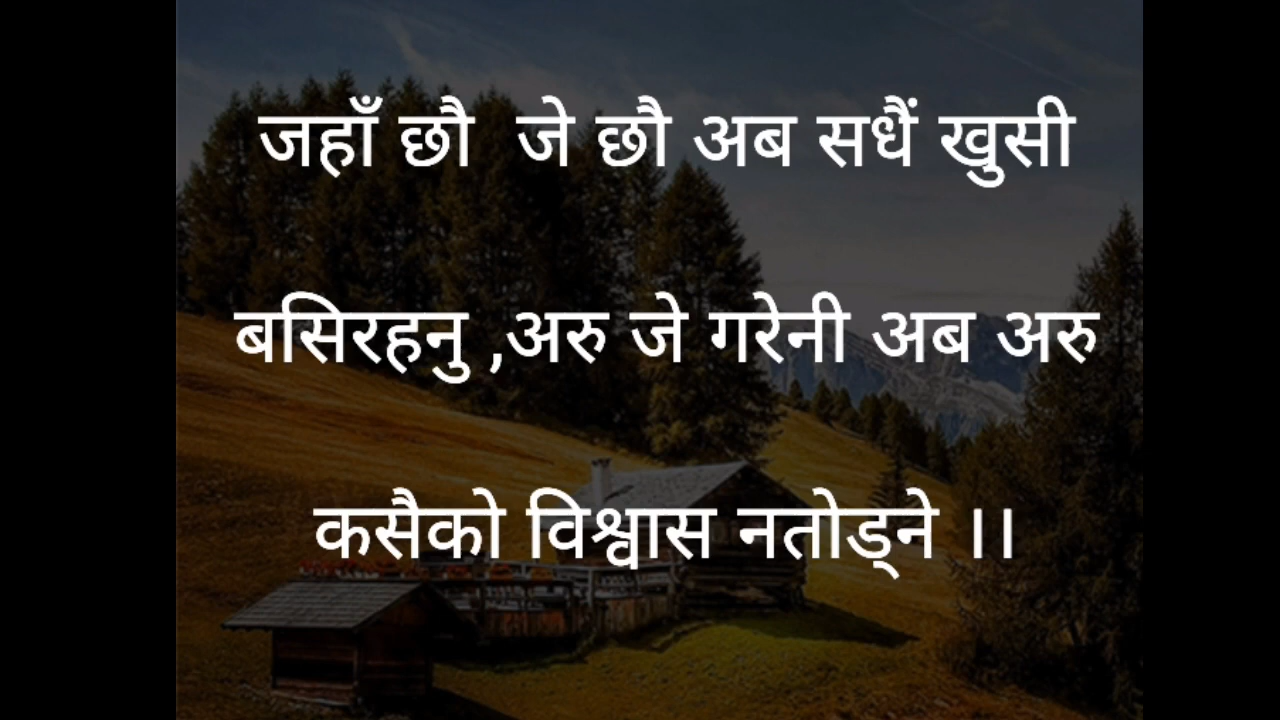 जहाँ छौ जे छौ अब सधैं खुसी
बसिरहनु ,अरु जे गरेनी अब अरु
कसैको विश्वास नतोड्ने ।।